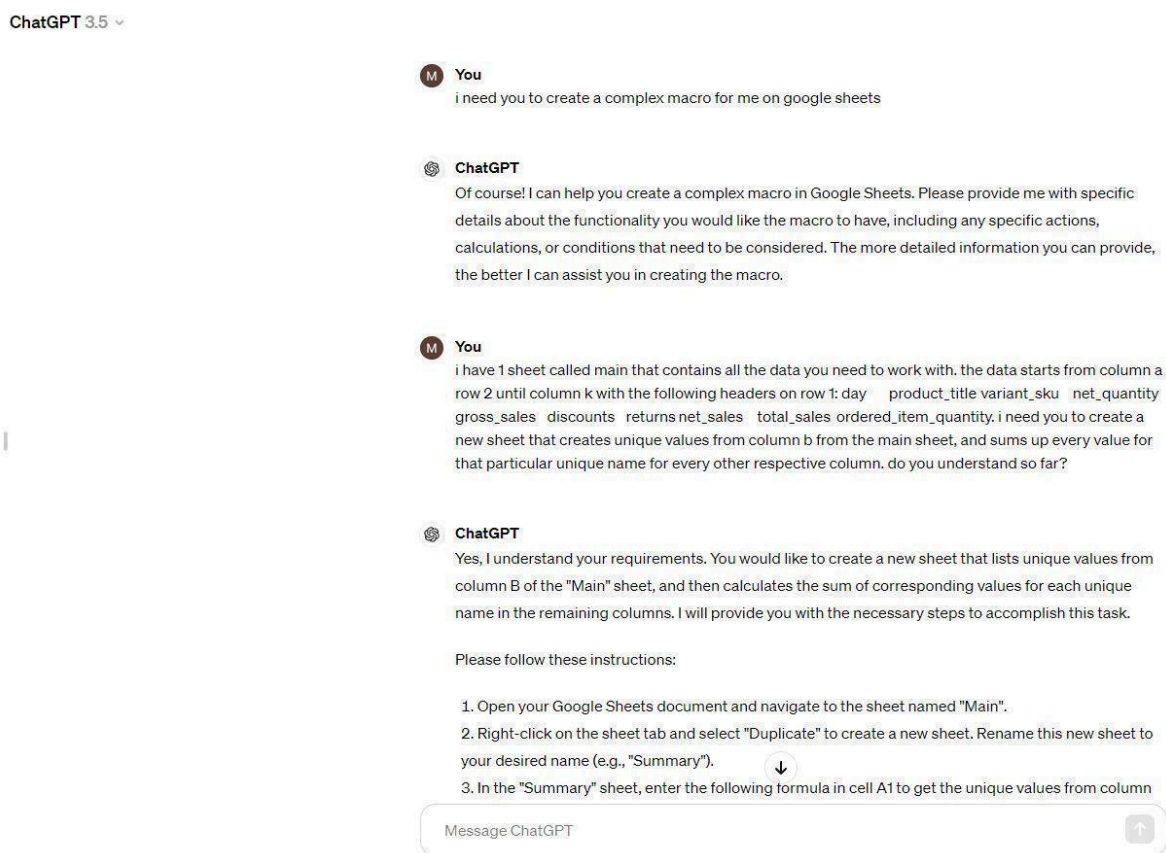 ChatGPT 3.5
M
You
i need you to create a complex macro for me on google sheets
ChatGPT
Of course! I can help you create a complex macro in Google Sheets. Please provide me with specific
details about the functionality you would like the macro to have, including any specific actions,
calculations, or conditions that need to be considered. The more detailed information you can provide,
the better I can assist you in creating the macro.
M
You
i have 1 sheet called main that contains all the data you need to work with. the data starts from column a
row 2 until column k with the following headers on row 1: day product_title variant_sku net_quantity
gross_sales discounts returns net_sales total_sales ordered_item_quantity. i need you to create a
new sheet that creates unique values from column b from the main sheet, and sums up every value for
that particular unique name for every other respective column. do you understand so far?
ChatGPT
Yes, I understand your requirements. You would like to create a new sheet that lists unique values from
column B of the "Main" sheet, and then calculates the sum of corresponding values for each unique
name in the remaining columns. I will provide you with the necessary steps to accomplish this task.
Please follow these instructions:
1. Open your Google Sheets document and navigate to the sheet named "Main".
2. Right-click on the sheet tab and select "Duplicate" to create a new sheet. Rename this new sheet to
your desired name (e.g., "Summary").
3. In the "Summary" sheet, enter the following formula in cell A1 to get the unique values from column
Message ChatGPT